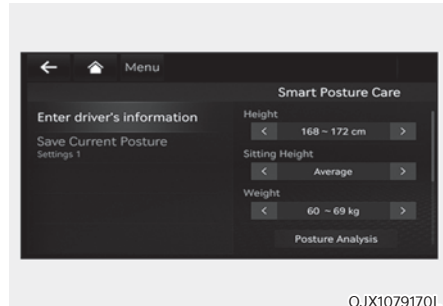 Menu
Smart Posture Care
Enter driver's information
Save Current Posture
Settings 1
Height
< 168 ~ 172 cm >
Sitting Height
< Average >
Weight
< 60 ~ 69 kg >
Posture Analysis
OJX1079170L